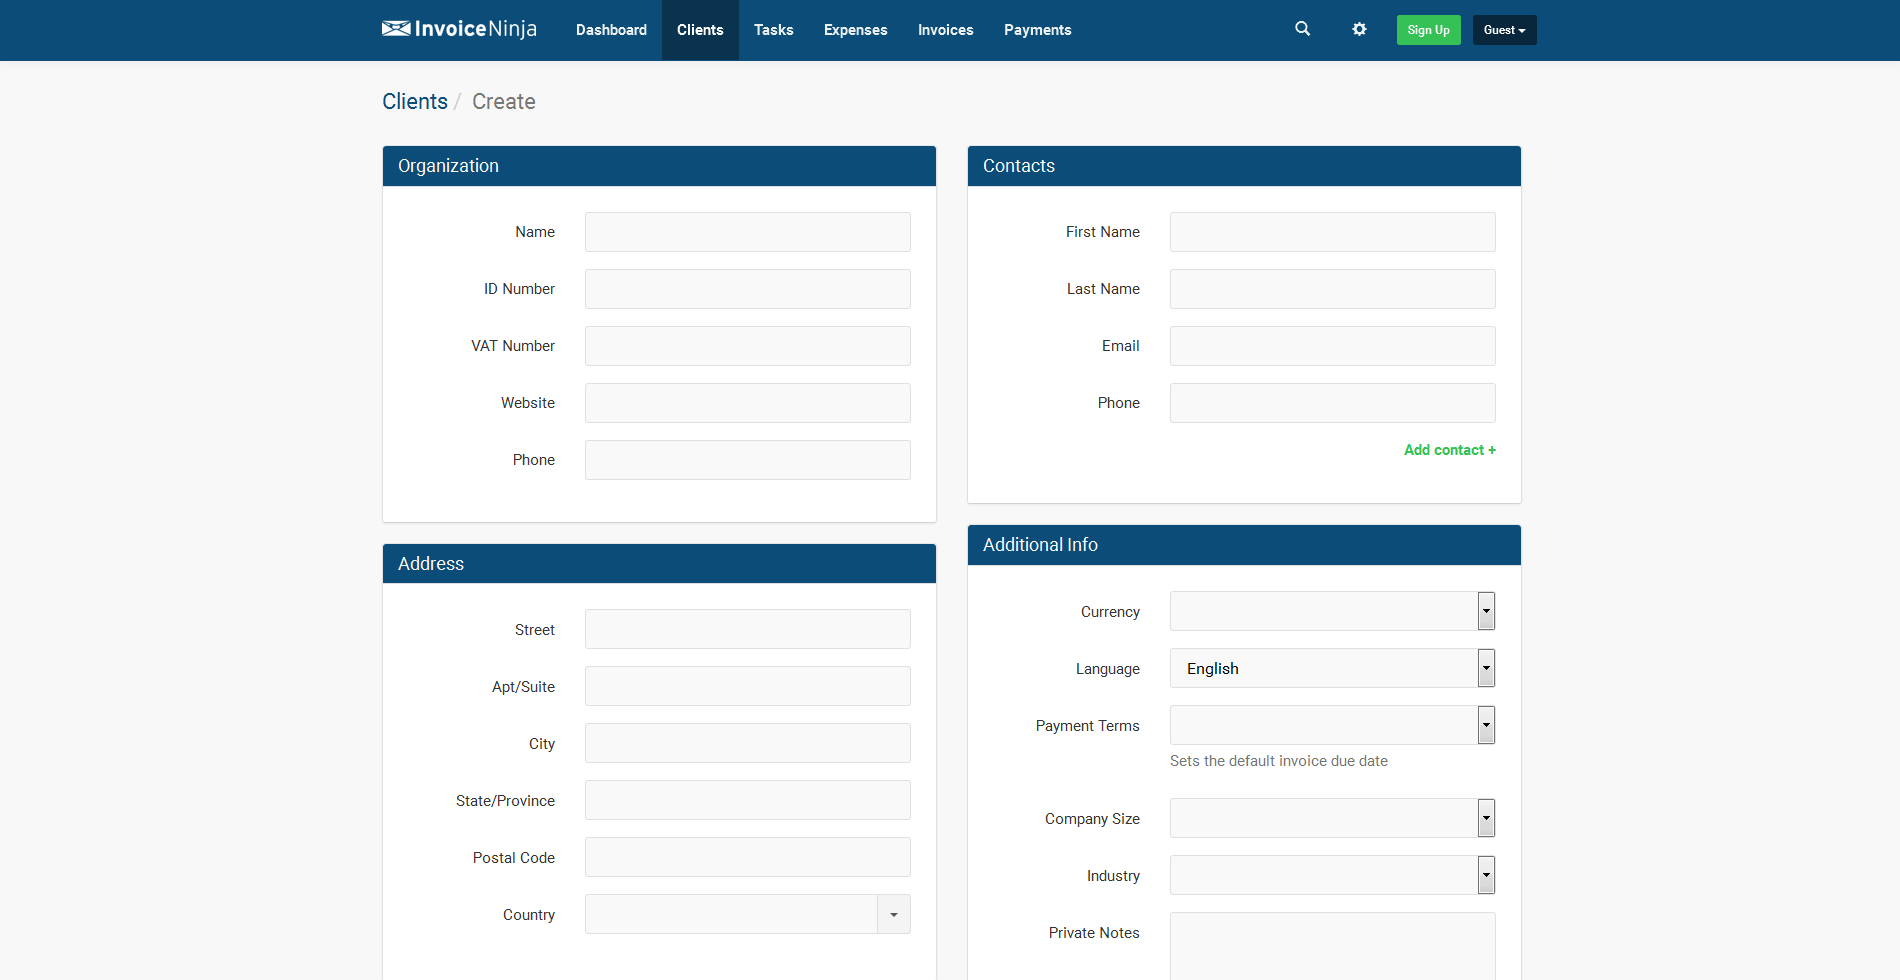 InvoiceNinja Dashboard Clients Tasks Expenses Invoices Payments Sign Up Guest
Clients / Create
Organization
Name
ID Number
VAT Number
Website
Phone
Address
Street
Apt/Suite
City
State/Province
Postal Code
Country
Contacts
First Name
Last Name
Email
Phone
Add contact +
Additional Info
Currency
Language English
Payment Terms
Sets the default invoice due date
Company Size
Industry
Private Notes